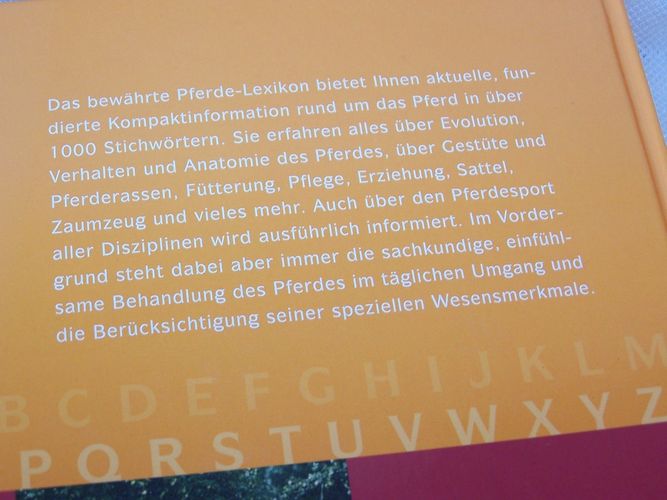 Das bewährte Pferde-Lexikon bietet Ihnen aktuelle, fun-
dierte Kompaktinformation rund um das Pferd in über
1000 Stichwörtern. Sie erfahren alles über Evolution,
Verhalten und Anatomie des Pferdes, über Gestüte und
Pferderassen, Fütterung, Pflege, Erziehung, Sattel,
Zaumzeug und vieles mehr. Auch über den Pferdesport
aller Disziplinen wird ausführlich informiert. Im Vorder-
grund steht dabei aber immer die sachkundige, einfühl-
same Behandlung des Pferdes im täglichen Umgang und
die Berücksichtigung seiner speziellen Wesensmerkmale.
B C D E F G H I J K L M
P Q R S T U V W X Y Z